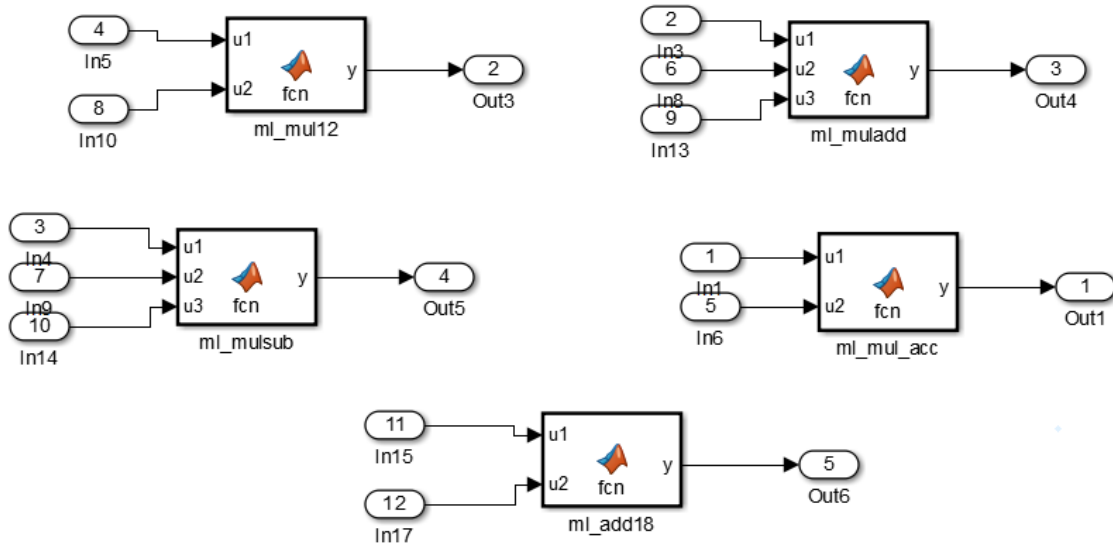 4
In5
8
In10
u1
u2
fcn
y
ml_mul12
2
Out3
2
In3
6
In8
9
In13
u1
u2
u3
fcn
y
ml_muladd
3
Out4
3
In4
7
In9
10
In14
u1
u2
u3
fcn
y
ml_mulsub
4
Out5
1
In1
5
In6
u1
u2
fcn
y
ml_mul_acc
1
Out1
11
In15
12
In17
u1
u2
fcn
y
ml_add18
5
Out6